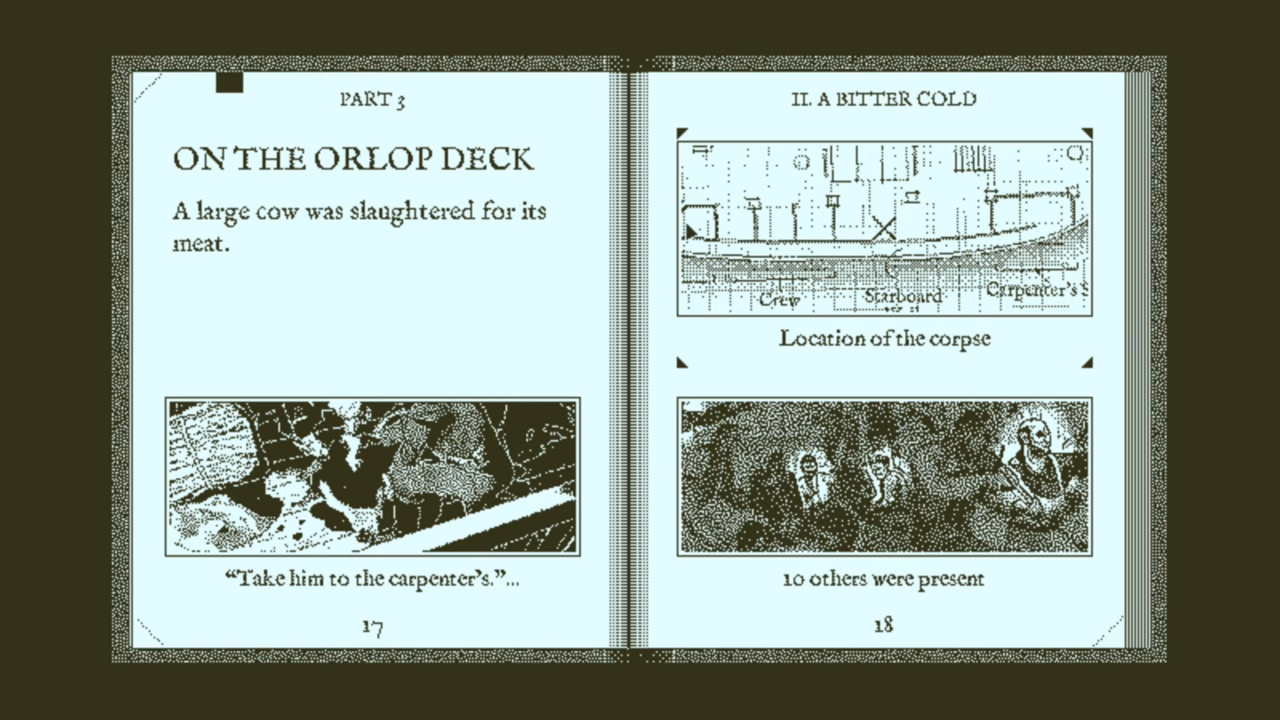 PART 3
ON THE ORLOP DECK
A large cow was slaughtered for its
meat.
“Take him to the carpenter’s.”...
17
II. A BITTER COLD
Crew
Starboard
Carpenter's
Location of the corpse
10 others were present
18